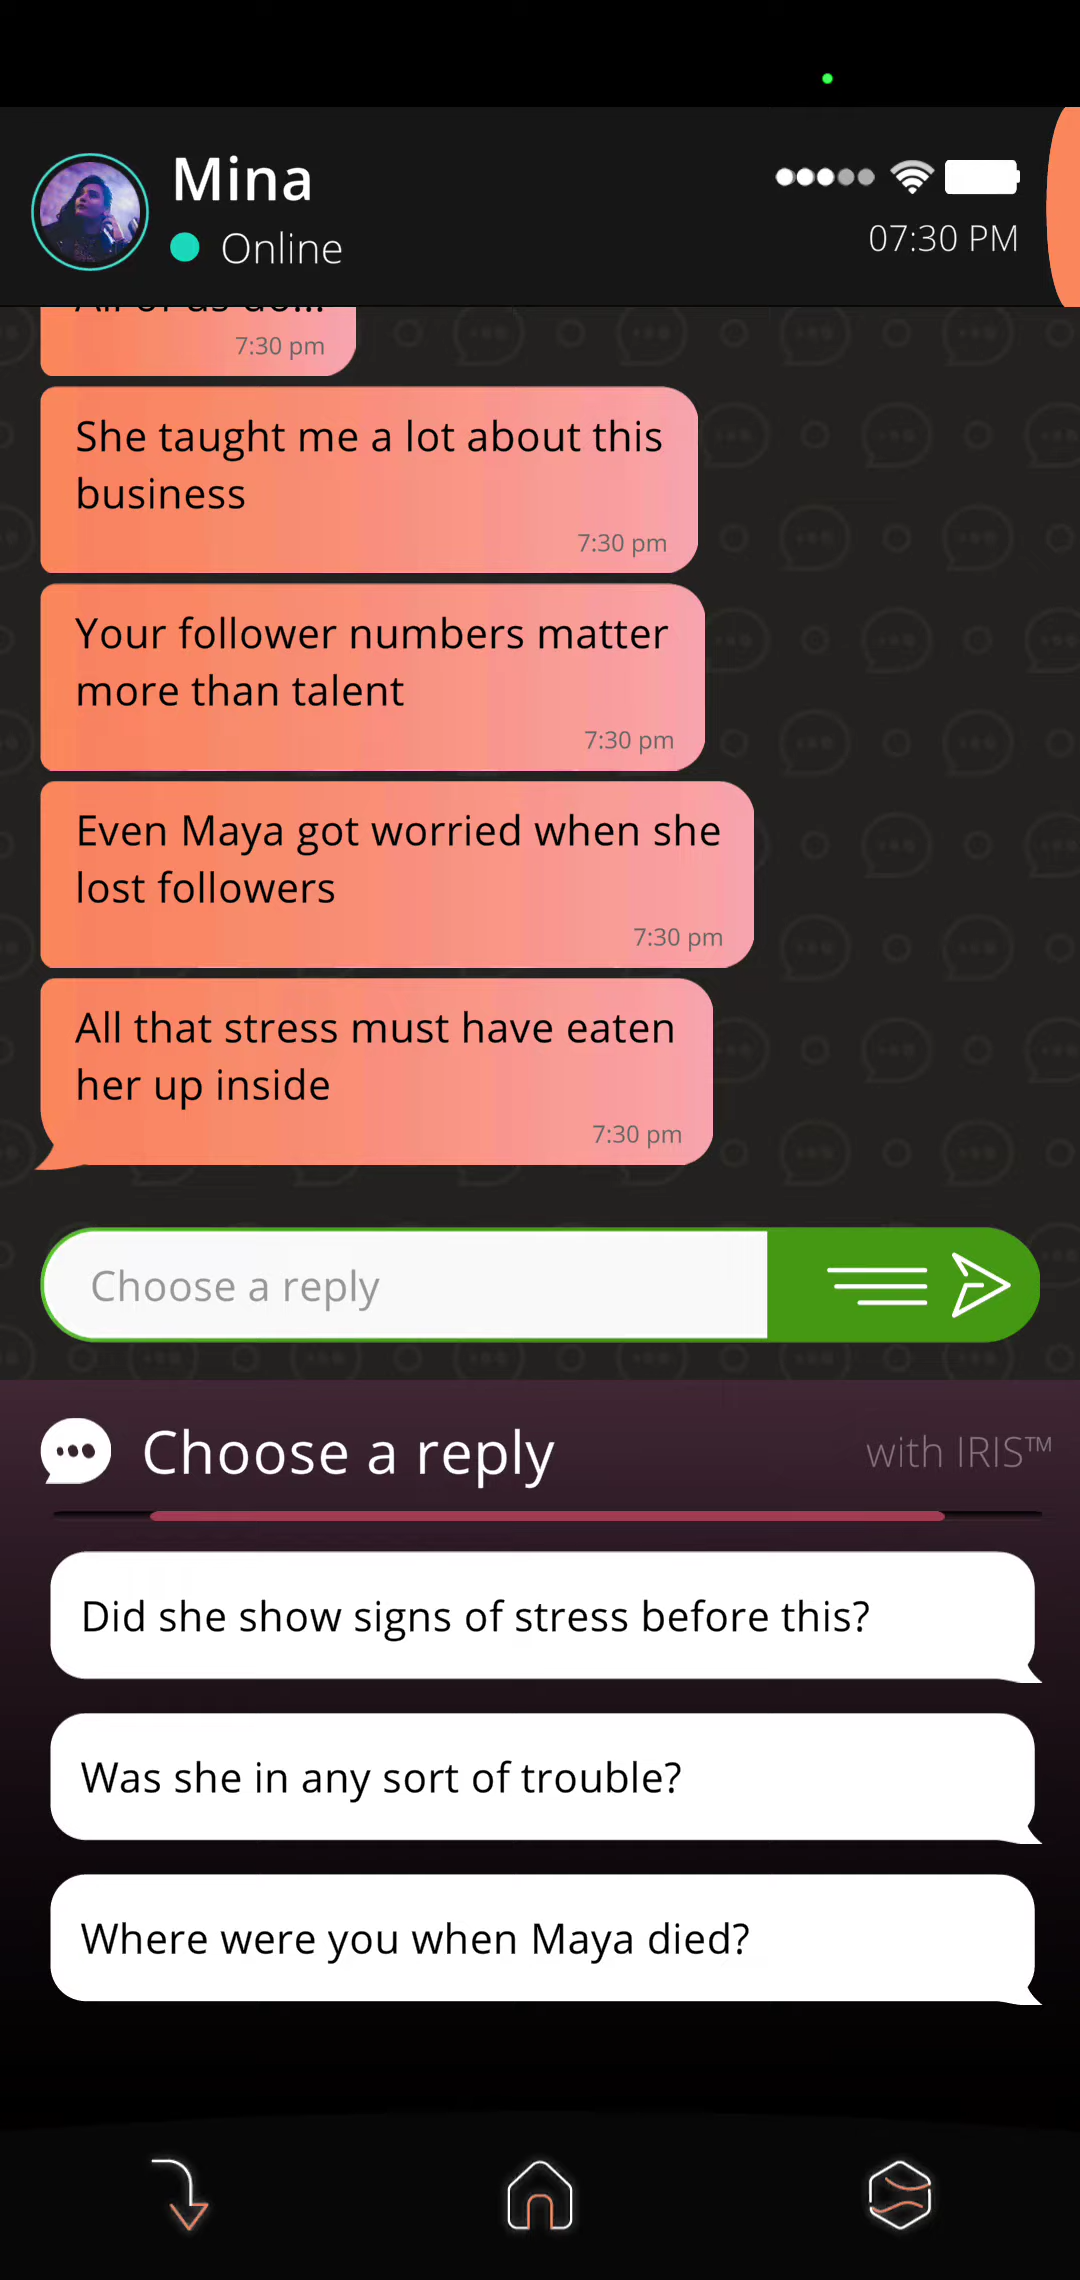 Mina
Online
07:30 PM
All of us do...
7:30 pm
She taught me a lot about this
business
7:30 pm
Your follower numbers matter
more than talent
7:30 pm
Even Maya got worried when she
lost followers
7:30 pm
All that stress must have eaten
her up inside
7:30 pm
Choose a reply
Choose a reply
with IRIS™
Did she show signs of stress before this?
Was she in any sort of trouble?
Where were you when Maya died?